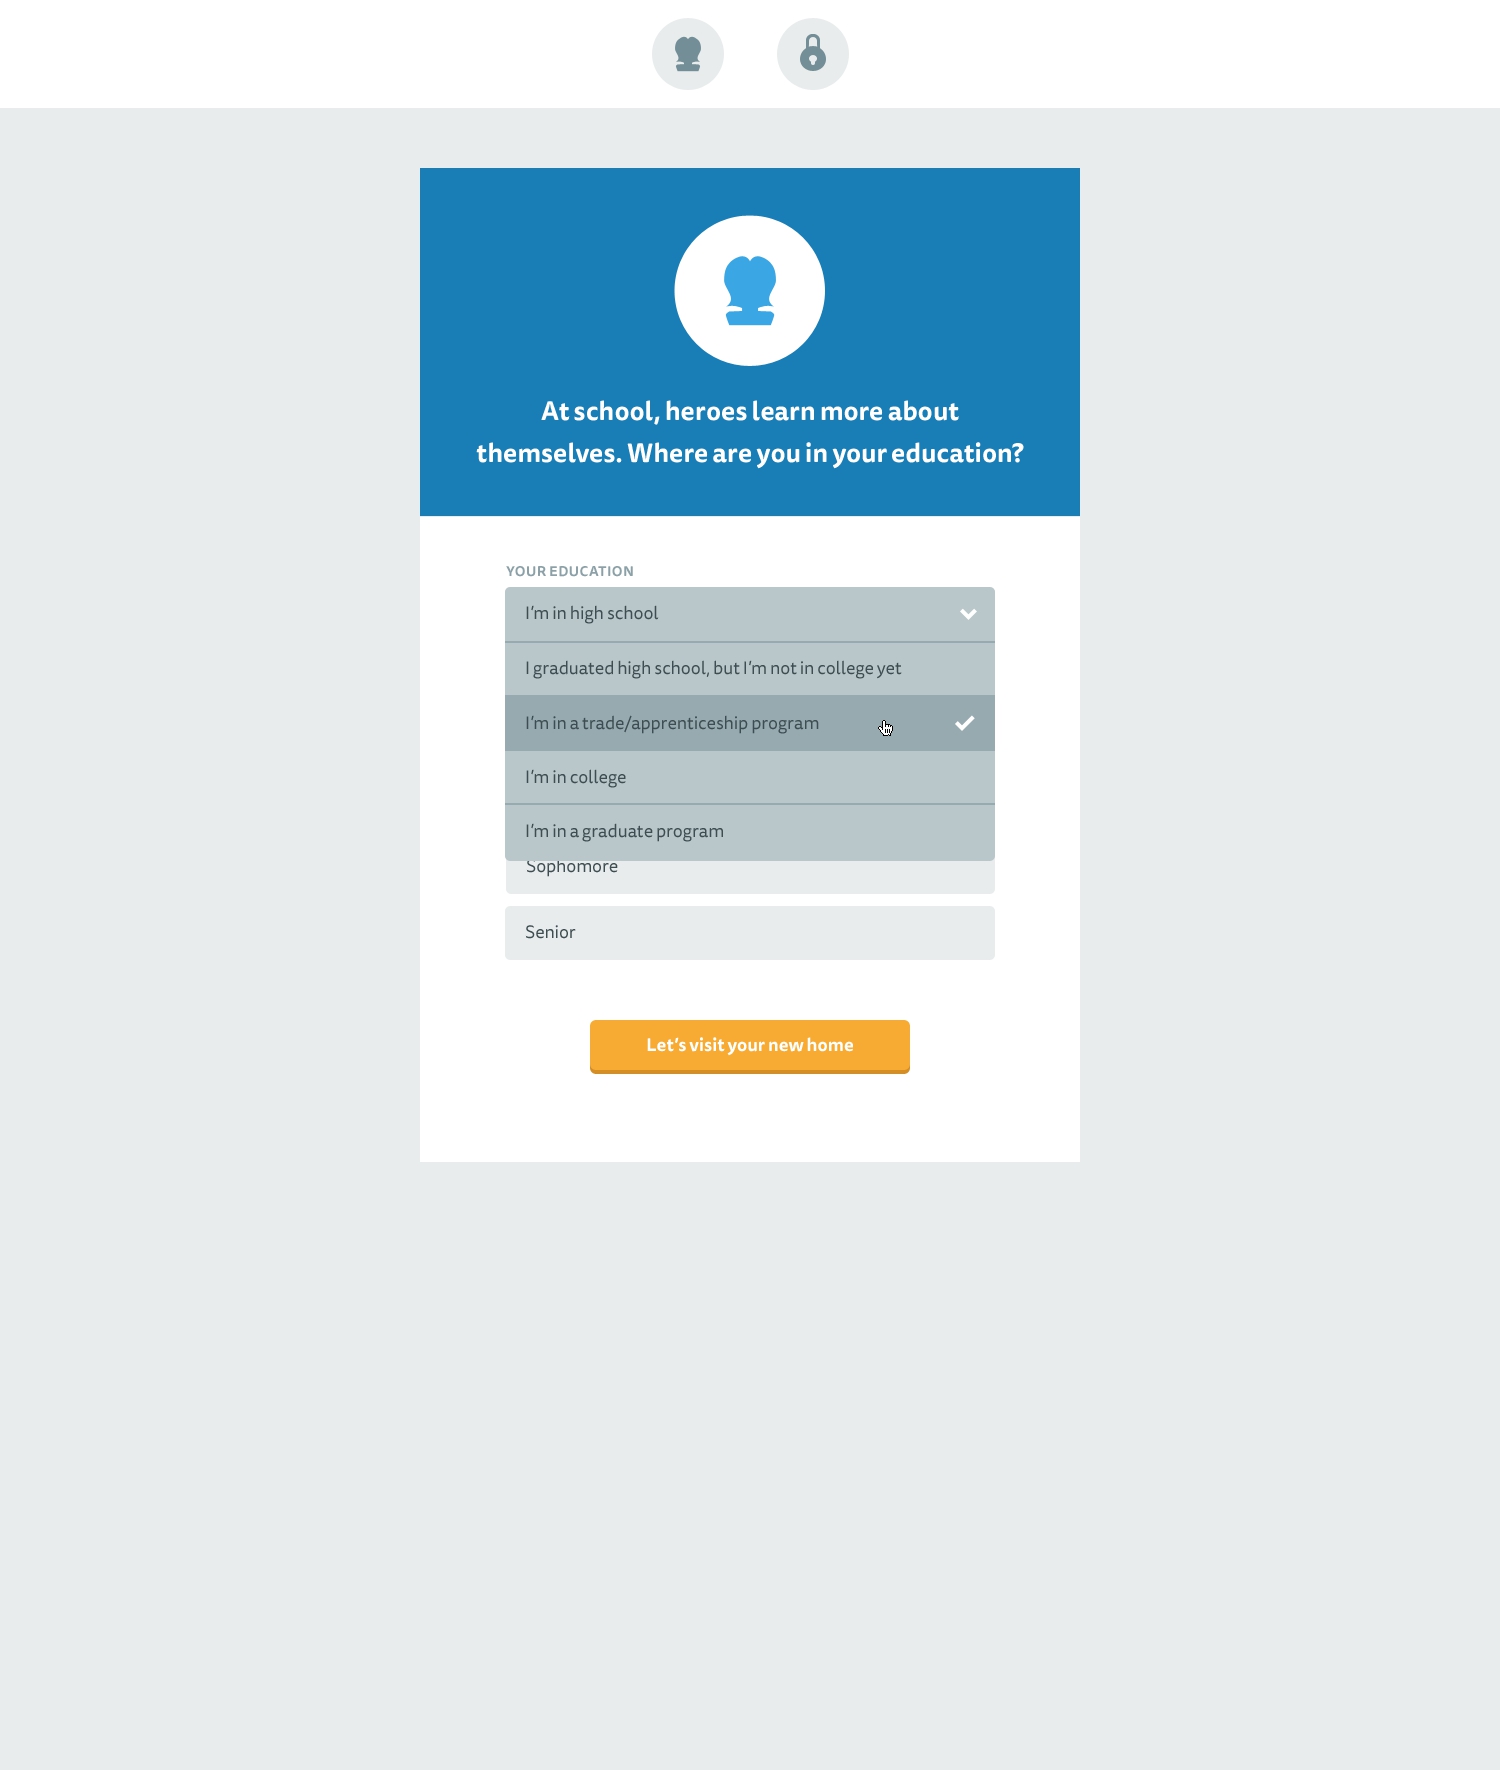 At school, heroes learn more about
themselves. Where are you in your education?
YOUR EDUCATION
I'm in high school
I graduated high school, but I'm not in college yet
I'm in a trade/apprenticeship program
I'm in college
I'm in a graduate program
Sophomore
Senior
Let's visit your new home